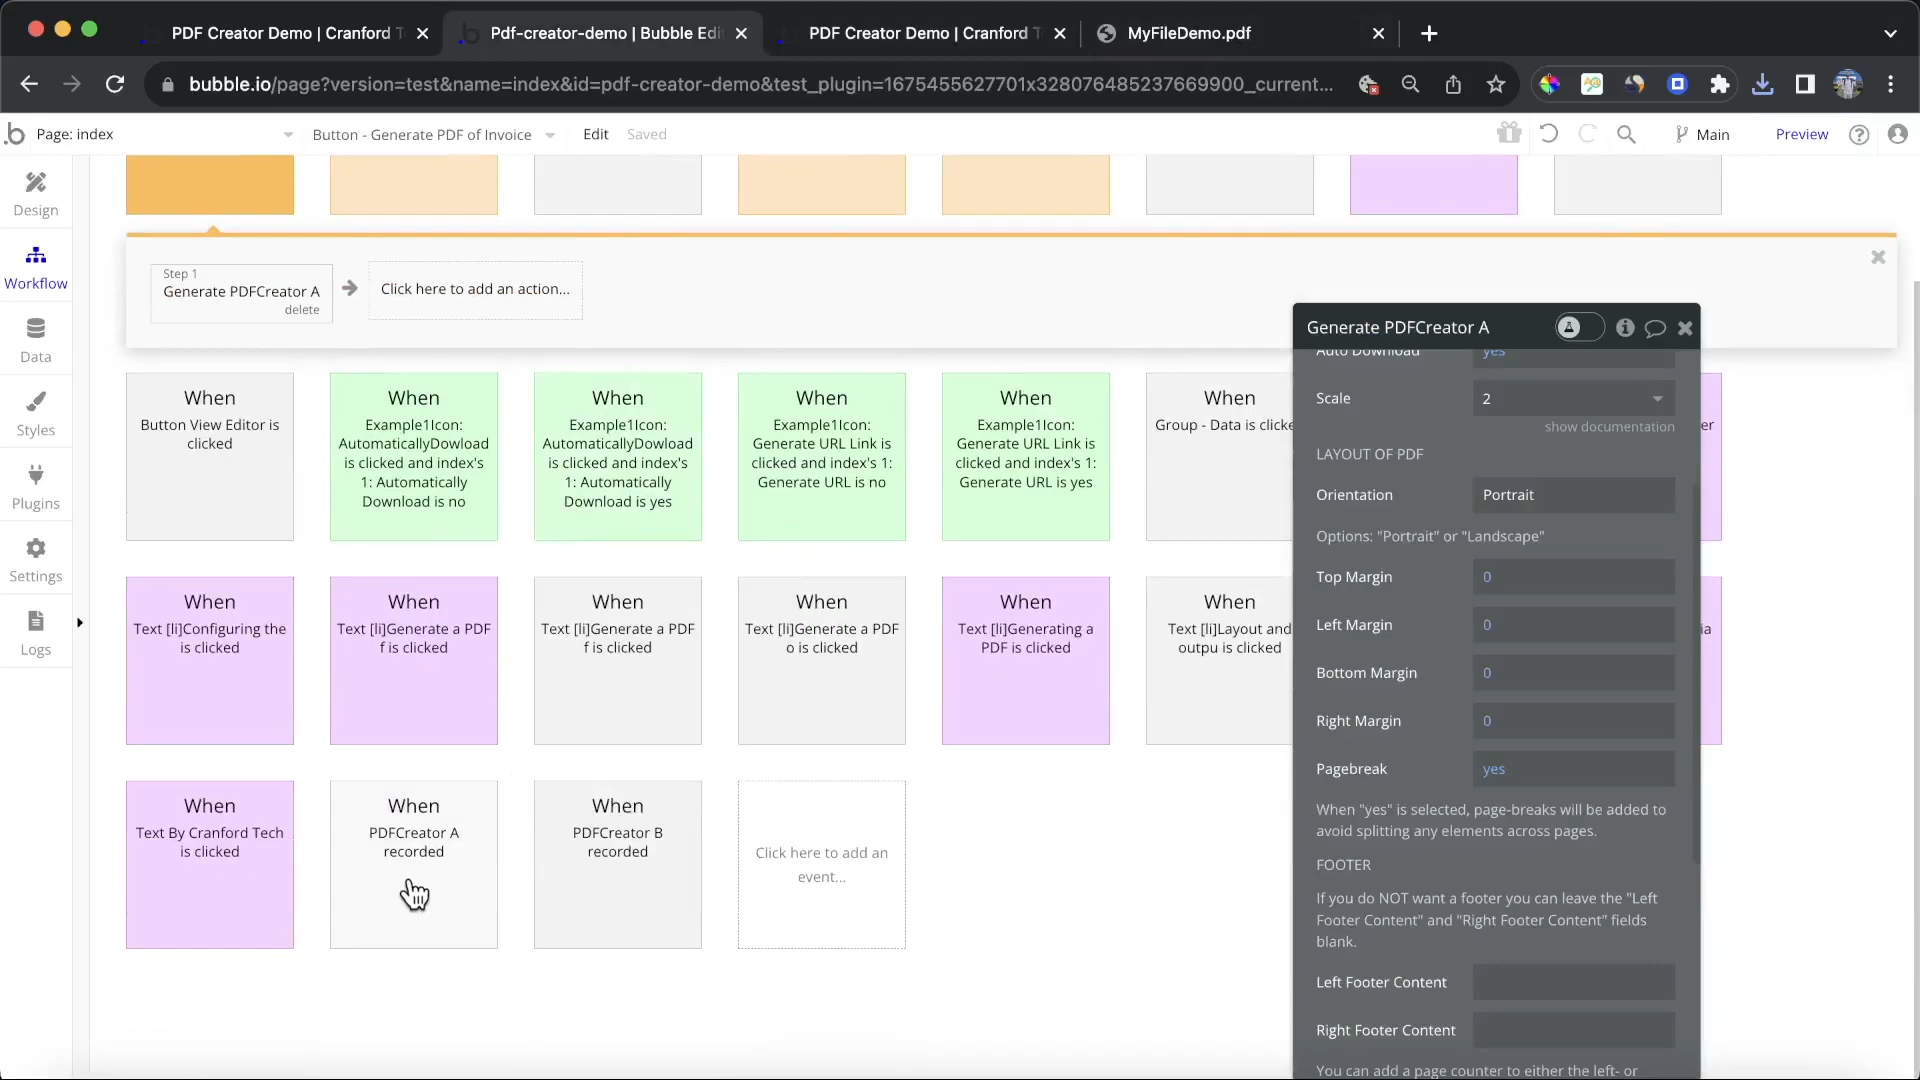 PDF Creator Demo | Cranford T
Pdf-creator-demo | Bubble Edi
PDF Creator Demo | Cranford T
MyFileDemo.pdf
bubble.io/page?version=test&name=index&id=pdf-creator-demo&test_plugin=1675455627701x328076485237669900_current...
Page: index
Button - Generate PDF of Invoice
Edit
Saved
Main
Preview
Design
Workflow
Data
Styles
Plugins
Settings
Logs
Step 1
Generate PDFCreator A
delete
Click here to add an action...
When
Button View Editor is
clicked
When
Example1Icon:
AutomaticallyDowload
is clicked and index's
1: Automatically
Download is no
When
Example1Icon:
AutomaticallyDowload
is clicked and index's
1: Automatically
Download is yes
When
Example1Icon:
Generate URL Link is
clicked and index's 1:
Generate URL is no
When
Example1Icon:
Generate URL Link is
clicked and index's 1:
Generate URL is yes
When
Group - Data is clicke
er
When
Text [li]Configuring the
is clicked
When
Text [li]Generate a PDF
f is clicked
When
Text [li]Generate a PDF
f is clicked
When
Text [li]Generate a PDF
o is clicked
When
Text [li]Generating a
PDF is clicked
When
Text [li]Layout and
outpu is clicked
ia
When
Text By Cranford Tech
is clicked
When
PDFCreator A
recorded
When
PDFCreator B
recorded
Click here to add an
event...
Generate PDFCreator A
Auto Download
yes
Scale
2
show documentation
LAYOUT OF PDF
Orientation
Portrait
Options: "Portrait" or "Landscape"
Top Margin
0
Left Margin
0
Bottom Margin
0
Right Margin
0
Pagebreak
yes
When "yes" is selected, page-breaks will be added to
avoid splitting any elements across pages.
FOOTER
If you do NOT want a footer you can leave the "Left
Footer Content" and "Right Footer Content" fields
blank.
Left Footer Content
Right Footer Content
You can add a page counter to either the left- or